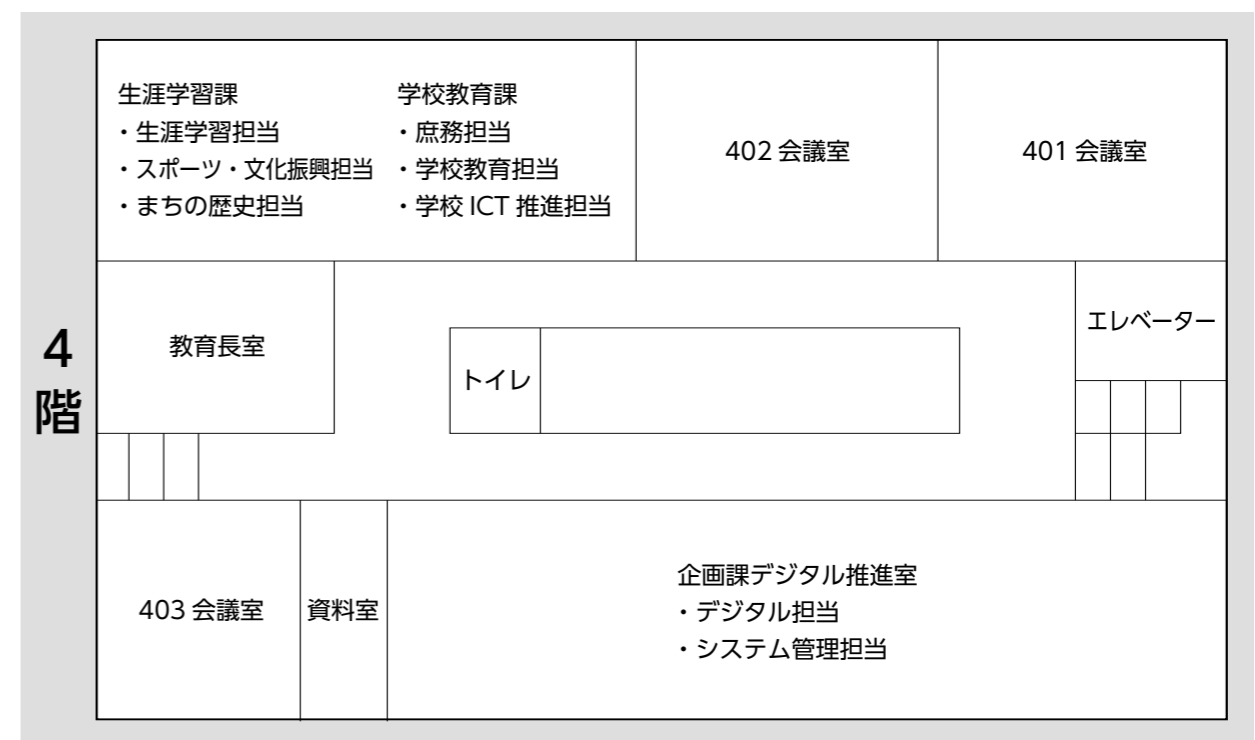 4階
生涯学習課
・生涯学習担当
・スポーツ・文化振興担当
・まちの歴史担当
学校教育課
・庶務担当
・学校教育担当
・学校 ICT 推進担当
402 会議室
401 会議室
教育長室
トイレ
エレベーター
403 会議室
資料室
企画課デジタル推進室
・デジタル担当
・システム管理担当